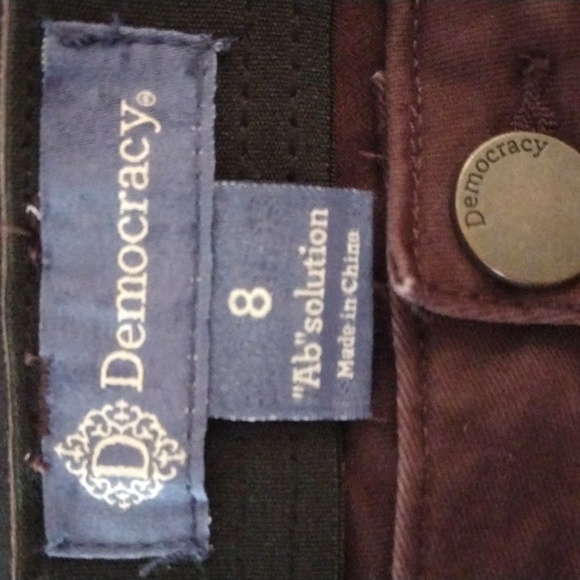 D Democracy®
8
"Ab"solution
Made in China
Democracy